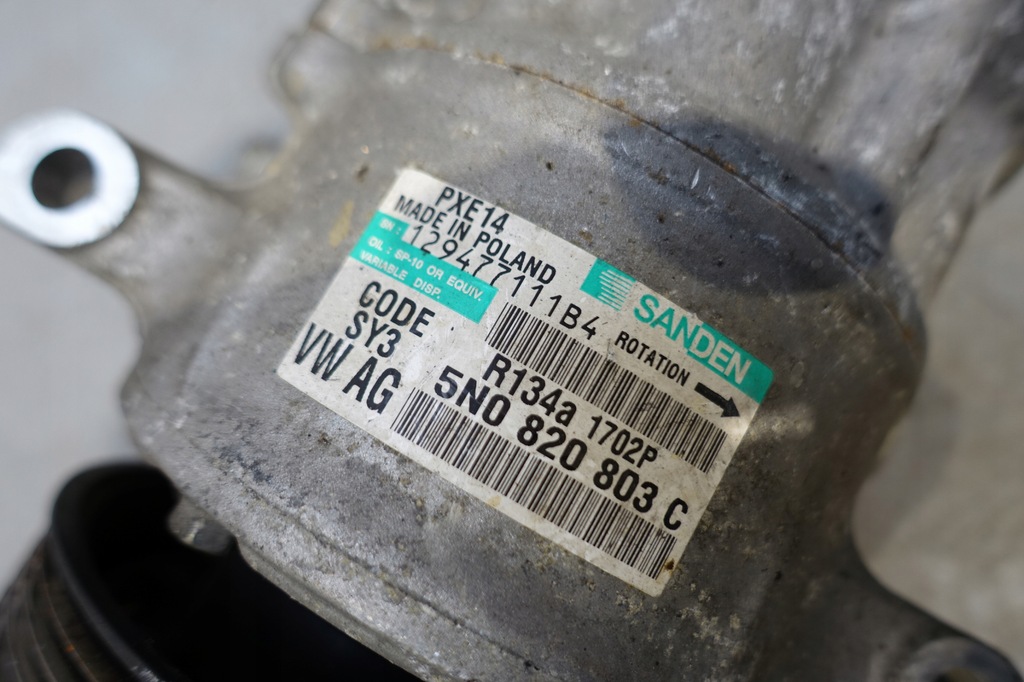 PXE14
MADE IN POLAND
SN: 129477111B4
OIL: SP-10 OR EQUIV.
VARIABLE DISP.
SANDEN
ROTATION
CODE
SY3
R134a 1702P
VW AG
5N0 820 803 C